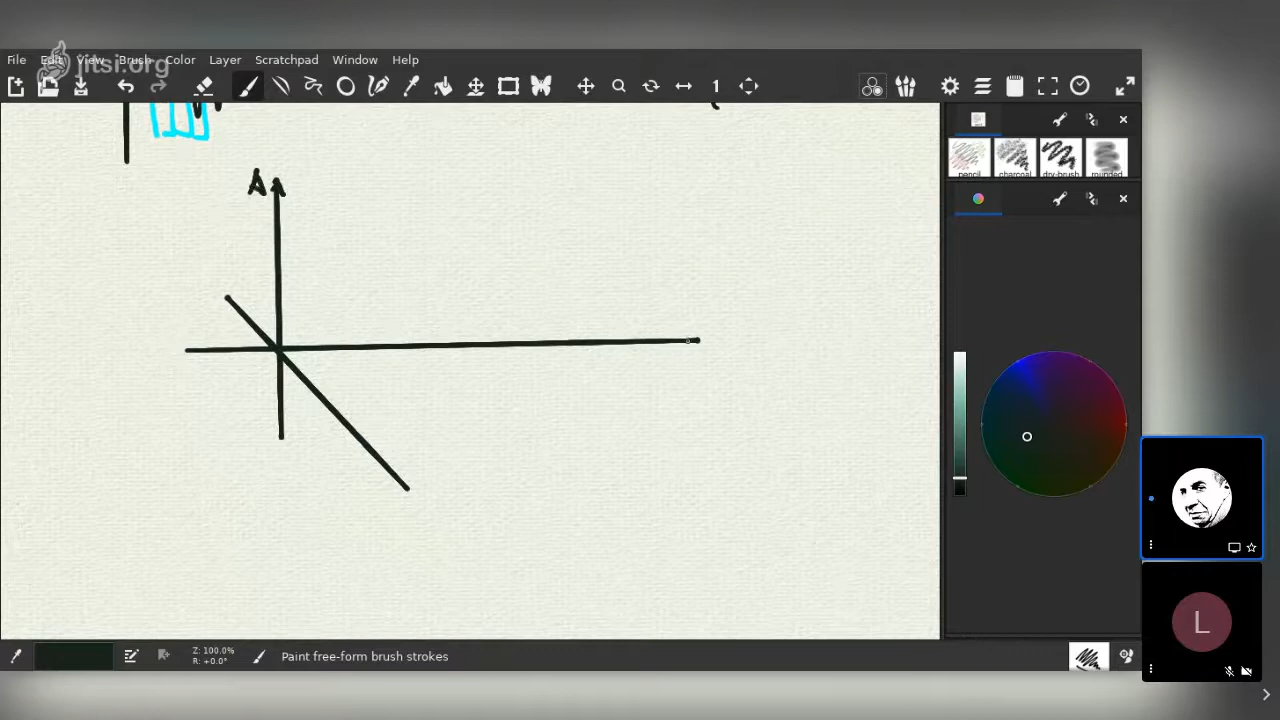 jitsi.org
File Edit View Brush Color Layer Scratchpad Window Help
1
pencil charcoal dry-brush rounded
A
Z: 100.0%
R: +0.0°
Paint free-form brush strokes
L